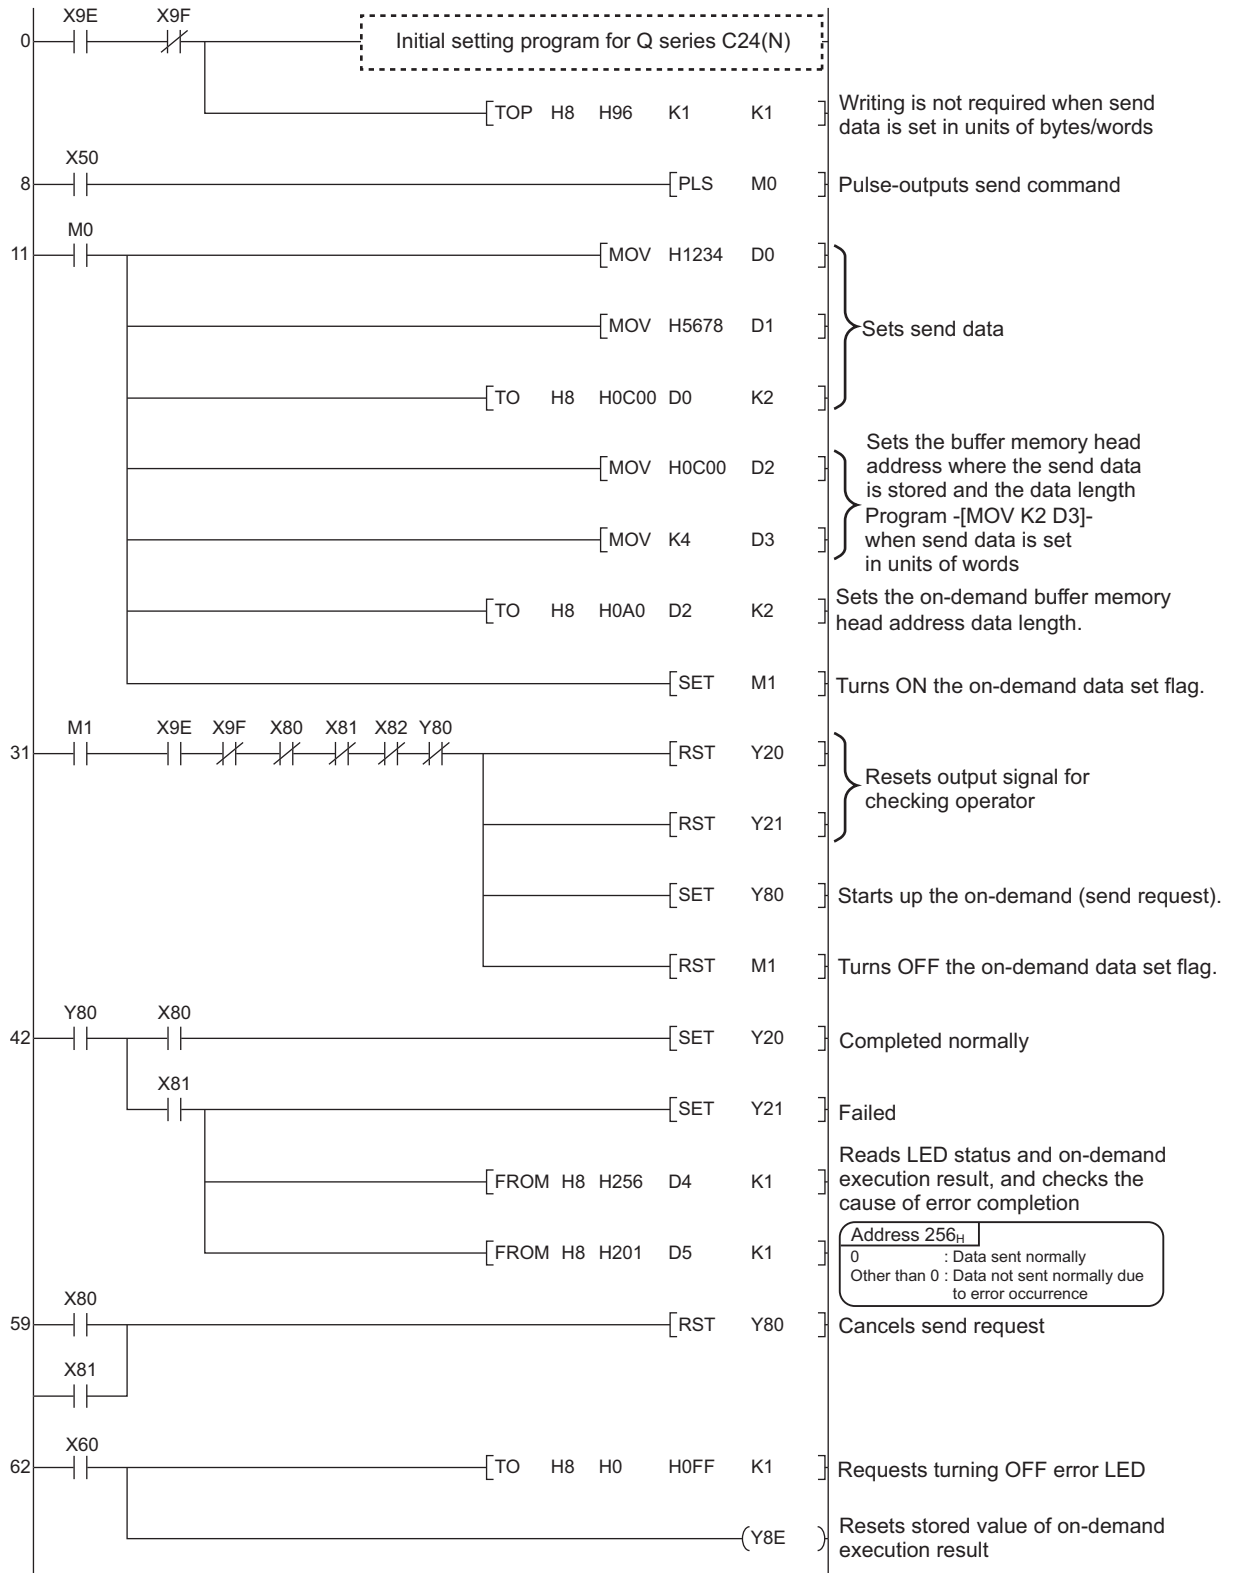 X9E X9F
0 Initial setting program for Q series C24(N)
TOP H8 H96 K1 K1
Writing is not required when send
data is set in units of bytes/words
X50
8 PLS M0 Pulse-outputs send command
M0
11 MOV H1234 D0
MOV H5678 D1
Sets send data
TO H8 H0C00 D0 K2
MOV H0C00 D2
MOV K4 D3
Sets the buffer memory head
address where the send data
is stored and the data length
Program -[MOV K2 D3]-
when send data is set
in units of words
TO H8 H0A0 D2 K2
Sets the on-demand buffer memory
head address data length.
SET M1 Turns ON the on-demand data set flag.
M1 X9E X9F X80 X81 X82 Y80
31 RST Y20
RST Y21
Resets output signal for
checking operator
SET Y80 Starts up the on-demand (send request).
RST M1 Turns OFF the on-demand data set flag.
Y80 X80
42 SET Y20 Completed normally
X81
SET Y21 Failed
FROM H8 H256 D4 K1
Reads LED status and on-demand
execution result, and checks the
cause of error completion
FROM H8 H201 D5 K1
Address 256H
0 : Data sent normally
Other than 0 : Data not sent normally due
to error occurrence
X80
59 RST Y80 Cancels send request
X81
X60
62 TO H8 H0 H0FF K1 Requests turning OFF error LED
(Y8E ) Resets stored value of on-demand
execution result